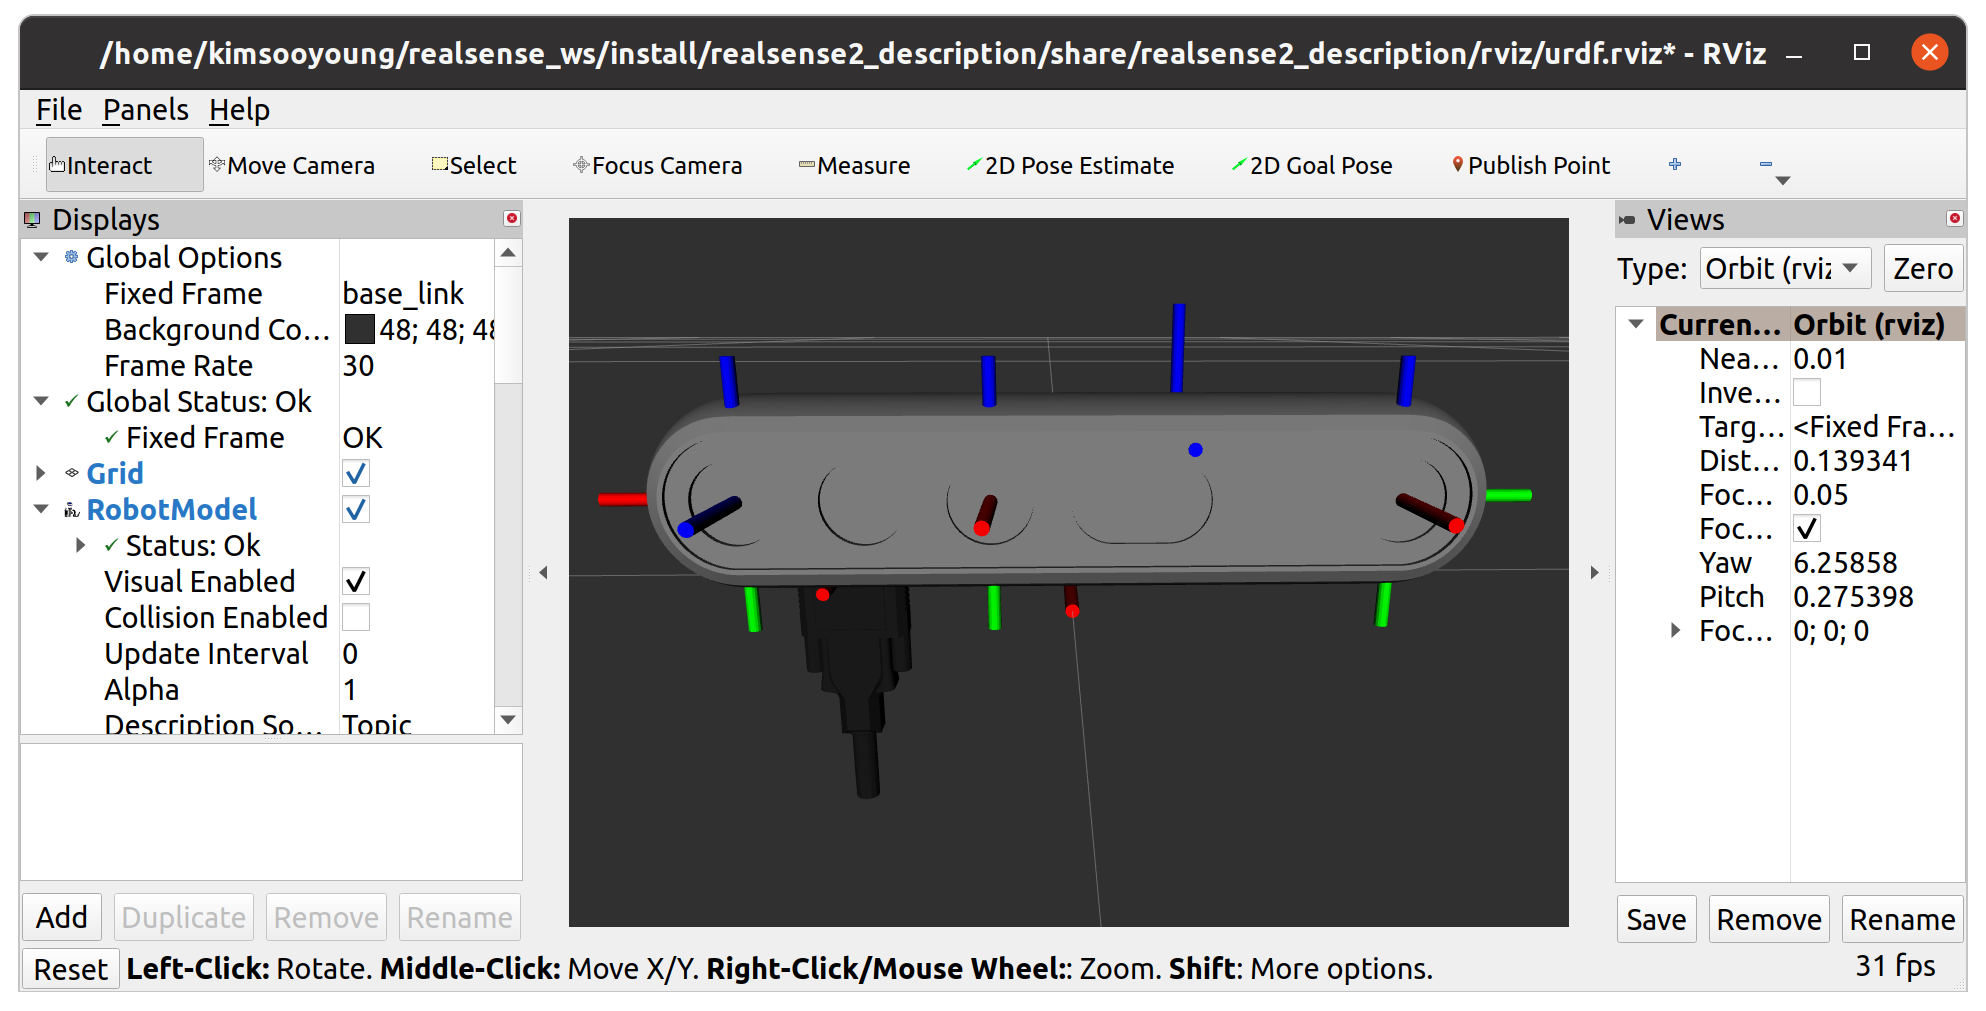 /home/kimsooyoung/realsense_ws/install/realsense2_description/share/realsense2_description/rviz/urdf.rviz* - RViz
File Panels Help
Interact Move Camera Select Focus Camera Measure 2D Pose Estimate 2D Goal Pose Publish Point
Displays
Global Options
Fixed Frame base_link
Background Co... 48; 48; 48
Frame Rate 30
Global Status: Ok
Fixed Frame OK
Grid
RobotModel
Status: Ok
Visual Enabled
Collision Enabled
Update Interval 0
Alpha 1
Description So... Topic
Add Duplicate Remove Rename
Reset Left-Click: Rotate. Middle-Click: Move X/Y. Right-Click/Mouse Wheel:: Zoom. Shift: More options.
Views
Type: Orbit (rviz Zero
Curren... Orbit (rviz)
Nea... 0.01
Inve...
Targ... <Fixed Fra...
Dist... 0.139341
Foc... 0.05
Foc...
Yaw 6.25858
Pitch 0.275398
Foc... 0; 0; 0
Save Remove Rename
31 fps